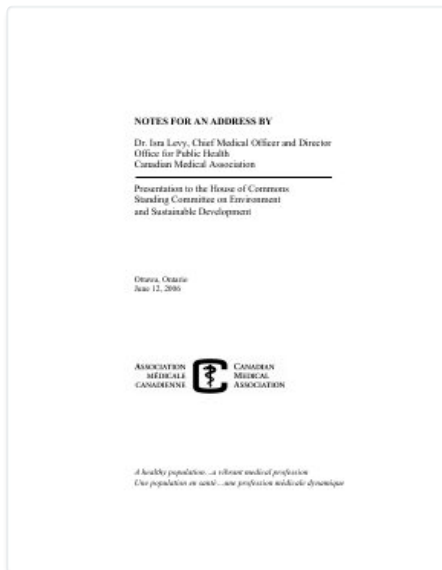 NOTES FOR AN ADDRESS BY
Dr. Isra Levy, Chief Medical Officer and Director
Office for Public Health
Canadian Medical Association
Presentation to the House of Commons
Standing Committee on Environment
and Sustainable Development
Ottawa, Ontario
June 12, 2006
ASSOCIATION
MÉDICALE
CANADIENNE
CANADIAN
MEDICAL
ASSOCIATION
A healthy population...a vibrant medical profession
Une population en santé...une profession médicale dynamique